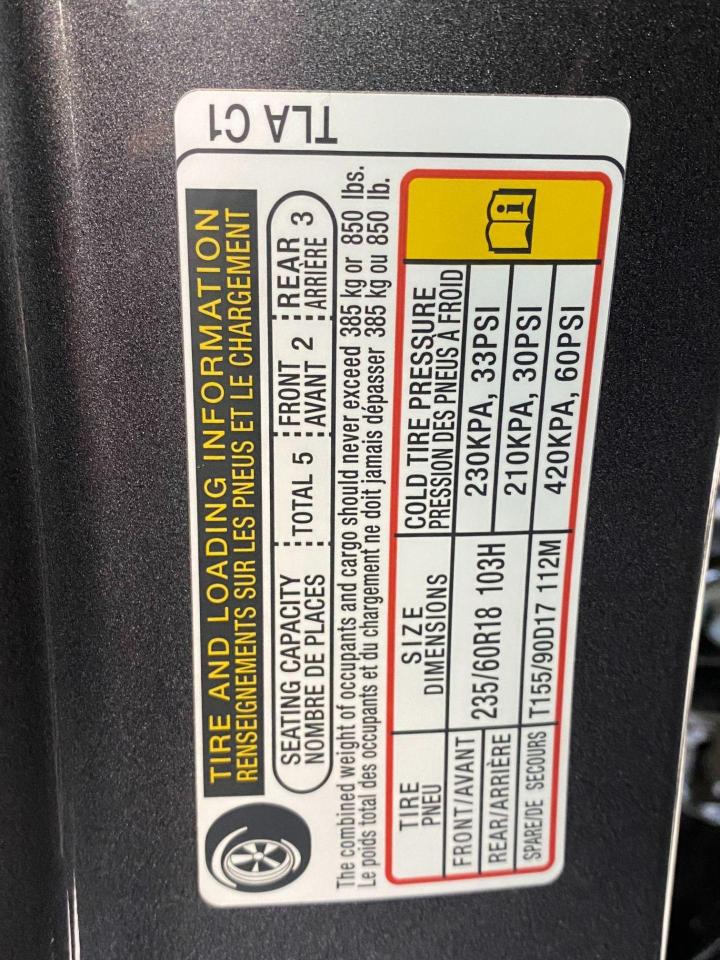 TLA C1
TIRE AND LOADING INFORMATION
RENSEIGNEMENTS SUR LES PNEUS ET LE CHARGEMENT
SEATING CAPACITY TOTAL 5 FRONT 2 REAR 3
NOMBRE DE PLACES AVANT ARRIÈRE
The combined weight of occupants and cargo should never exceed 385 kg or 850 lbs.
Le poids total des occupants et du chargement ne doit jamais dépasser 385 kg ou 850 lb.
TIRE SIZE COLD TIRE PRESSURE
PNEU DIMENSIONS PRESSION DES PNEUS À FROID
FRONT/AVANT 235/60R18 103H 230KPA, 33PSI
REAR/ARRIÈRE 210KPA, 30PSI
SPARE/DE SECOURS T155/90D17 112M 420KPA, 60PSI